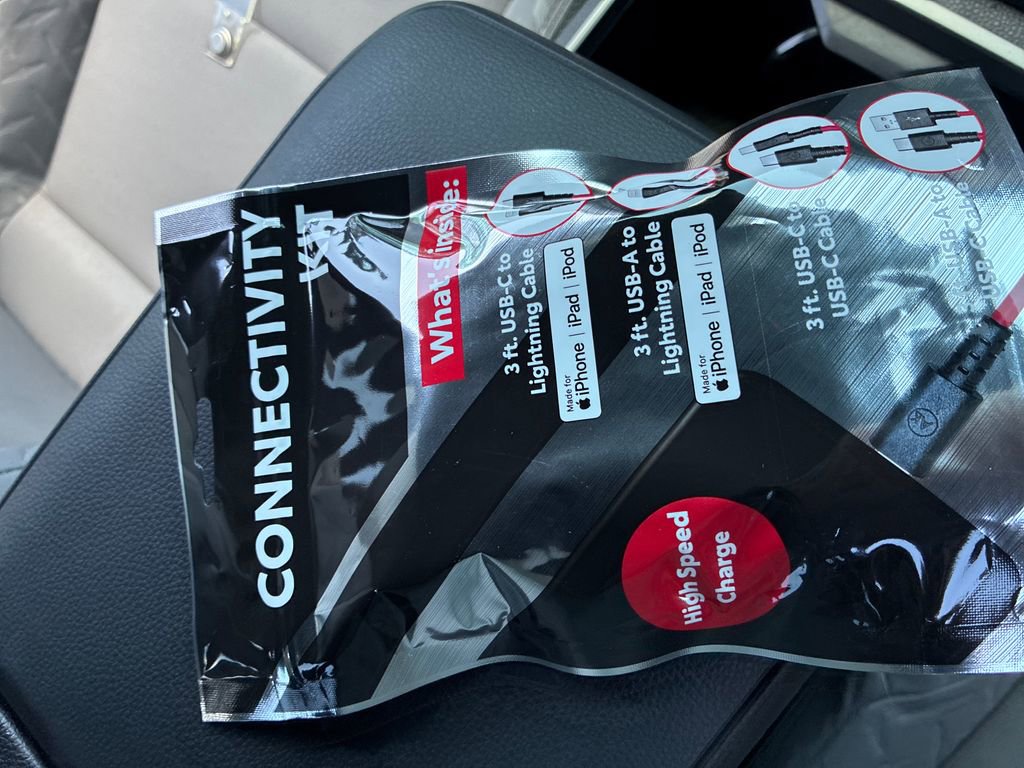 CONNECTIVITY
KIT
What's inside:
3 ft. USB-C to
Lightning Cable
Made for
iPhone | iPad | iPod
3 ft. USB-A to
Lightning Cable
Made for
iPhone | iPad | iPod
3 ft. USB-C to
USB-C Cable
USB-A to
USB-C Cable
High Speed
Charge